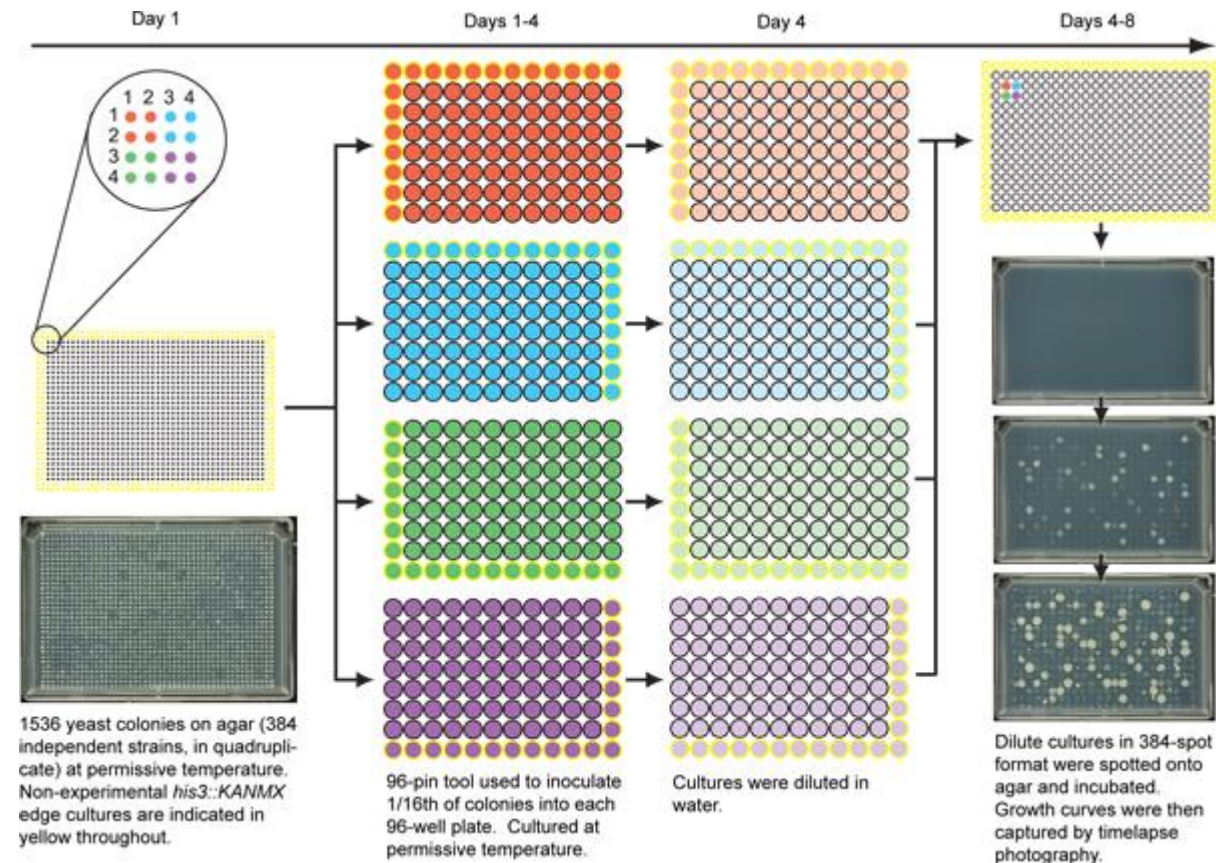 Day 1
Days 1-4
Day 4
Days 4-8
1 2 3 4
1
2
3
4
1536 yeast colonies on agar (384
independent strains, in quadrupli-
cate) at permissive temperature.
Non-experimental his3::KANMX
edge cultures are indicated in
yellow throughout.
96-pin tool used to inoculate
1/16th of colonies into each
96-well plate.  Cultured at
permissive temperature.
Cultures were diluted in
water.
Dilute cultures in 384-spot
format were spotted onto
agar and incubated.
Growth curves were then
captured by timelapse
photography.